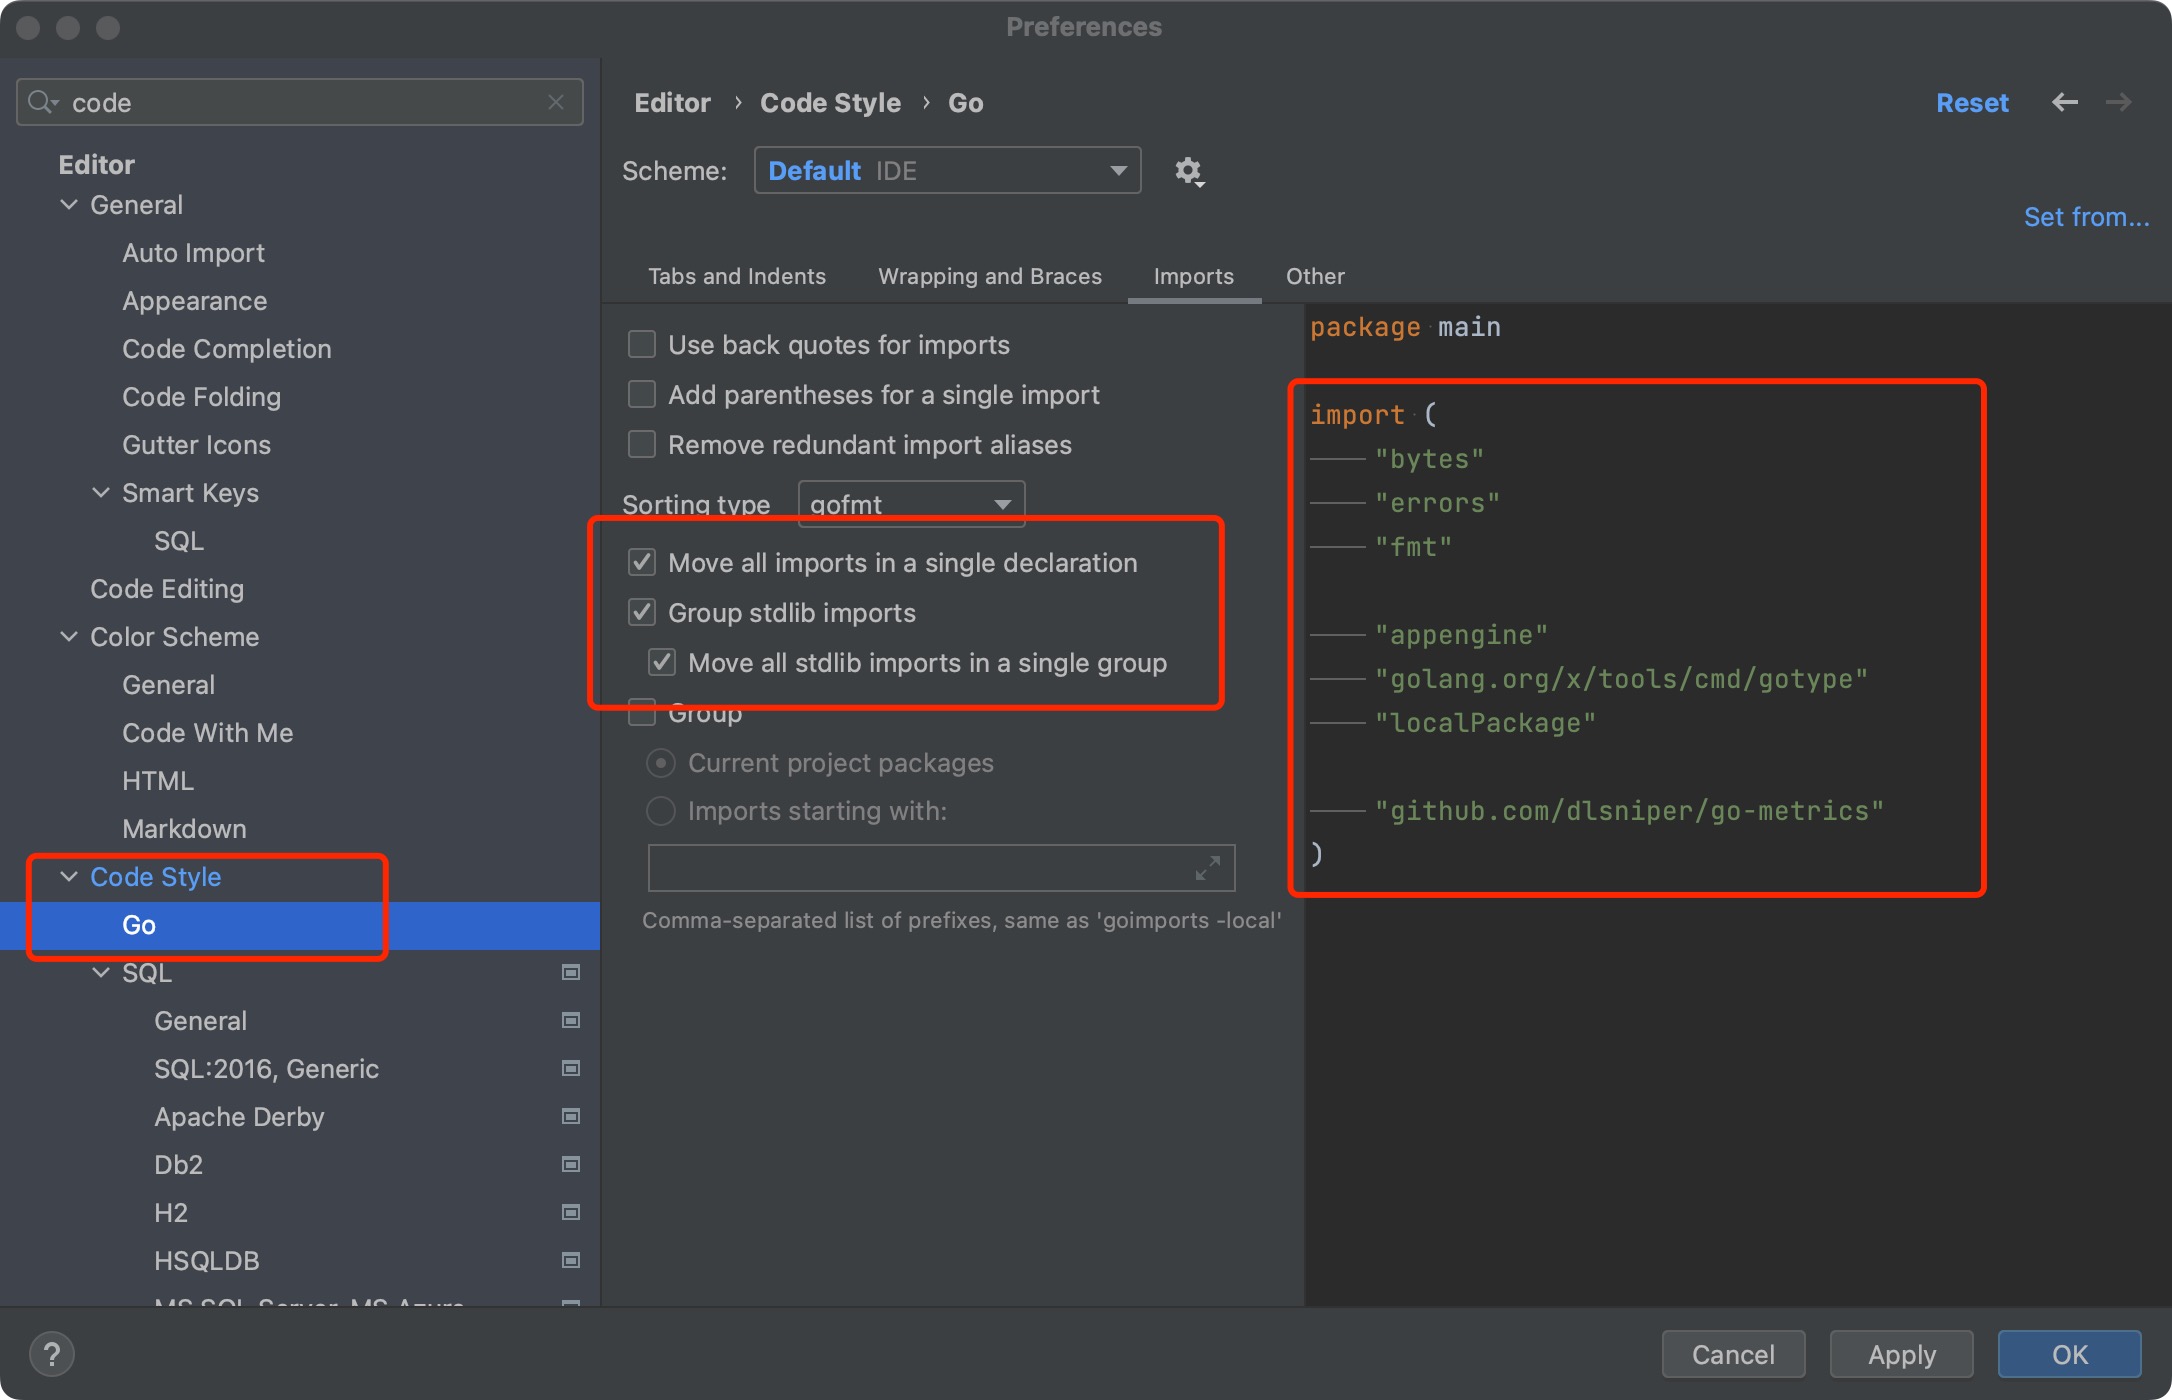 Preferences
code
Editor
General
Auto Import
Appearance
Code Completion
Code Folding
Gutter Icons
Smart Keys
SQL
Code Editing
Color Scheme
General
Code With Me
HTML
Markdown
Code Style
Go
SQL
General
SQL:2016, Generic
Apache Derby
Db2
H2
HSQLDB
MS SQL Server, MS Azure
Editor › Code Style › Go
Reset
Scheme: Default IDE
Set from...
Tabs and Indents Wrapping and Braces Imports Other
Use back quotes for imports
Add parentheses for a single import
Remove redundant import aliases
Sorting type gofmt
Move all imports in a single declaration
Group stdlib imports
Move all stdlib imports in a single group
Group
Current project packages
Imports starting with:
Comma-separated list of prefixes, same as 'goimports -local'
package main
import (
"bytes"
"errors"
"fmt"
"appengine"
"golang.org/x/tools/cmd/gotype"
"localPackage"
"github.com/dlsniper/go-metrics"
)
?
Cancel Apply OK